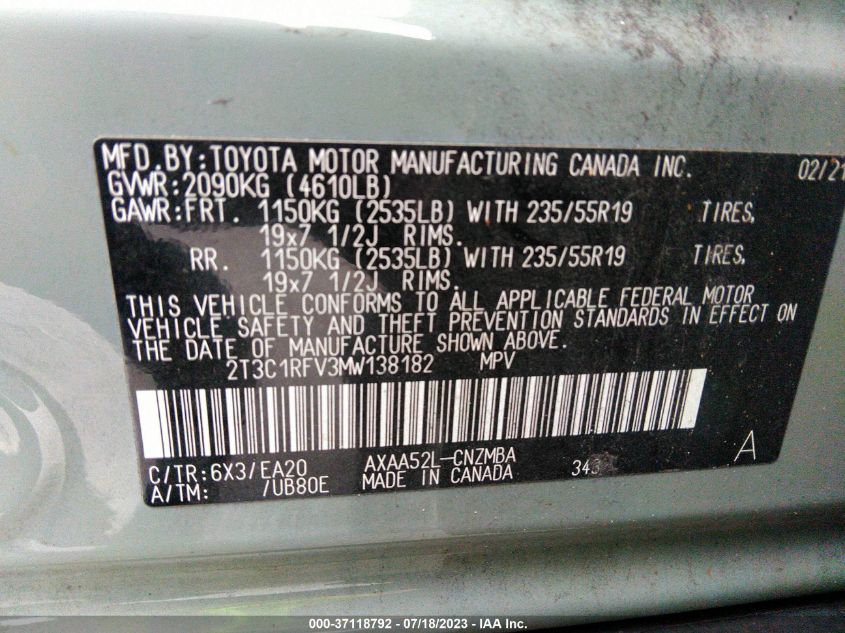 MFD.BY:TOYOTA MOTOR MANUFACTURING CANADA INC. 02/21
GVWR:2090KG (4610LB)
GAWR:FRT. 1150KG (2535LB) WITH 235/55R19 TIRES,
19x7 1/2J RIMS.
RR. 1150KG (2535LB) WITH 235/55R19 TIRES,
19x7 1/2J RIMS.
THIS VEHICLE CONFORMS TO ALL APPLICABLE FEDERAL MOTOR
VEHICLE SAFETY AND THEFT PREVENTION STANDARDS IN EFFECT ON
THE DATE OF MANUFACTURE SHOWN ABOVE.
2T3C1RFV3MW138182 MPV
C/TR:6X3/EA20 AXAA52L-CNZMBA 343 A
A/TM: /UB80E MADE IN CANADA
000-37118792 - 07/18/2023 - IAA Inc.